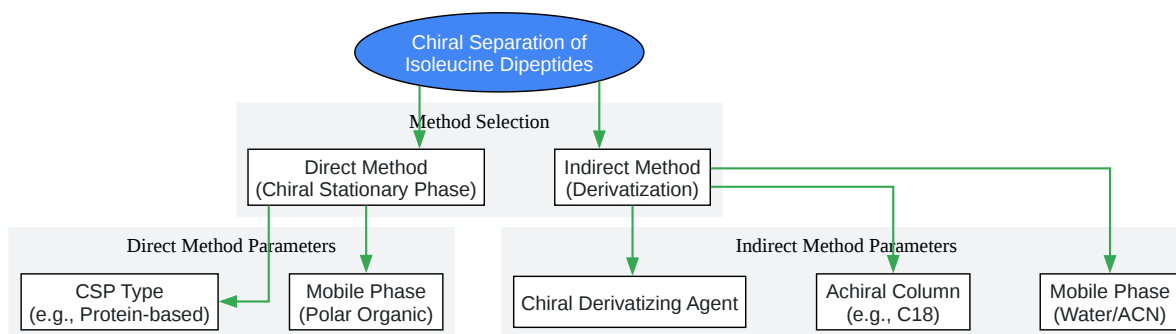 Chiral Separation of
Isoleucine Dipeptides
Method Selection
Direct Method
(Chiral Stationary Phase)
Indirect Method
(Derivatization)
Direct Method Parameters
CSP Type
(e.g., Protein-based)
Mobile Phase
(Polar Organic)
Indirect Method Parameters
Chiral Derivatizing Agent
Achiral Column
(e.g., C18)
Mobile Phase
(Water/ACN)